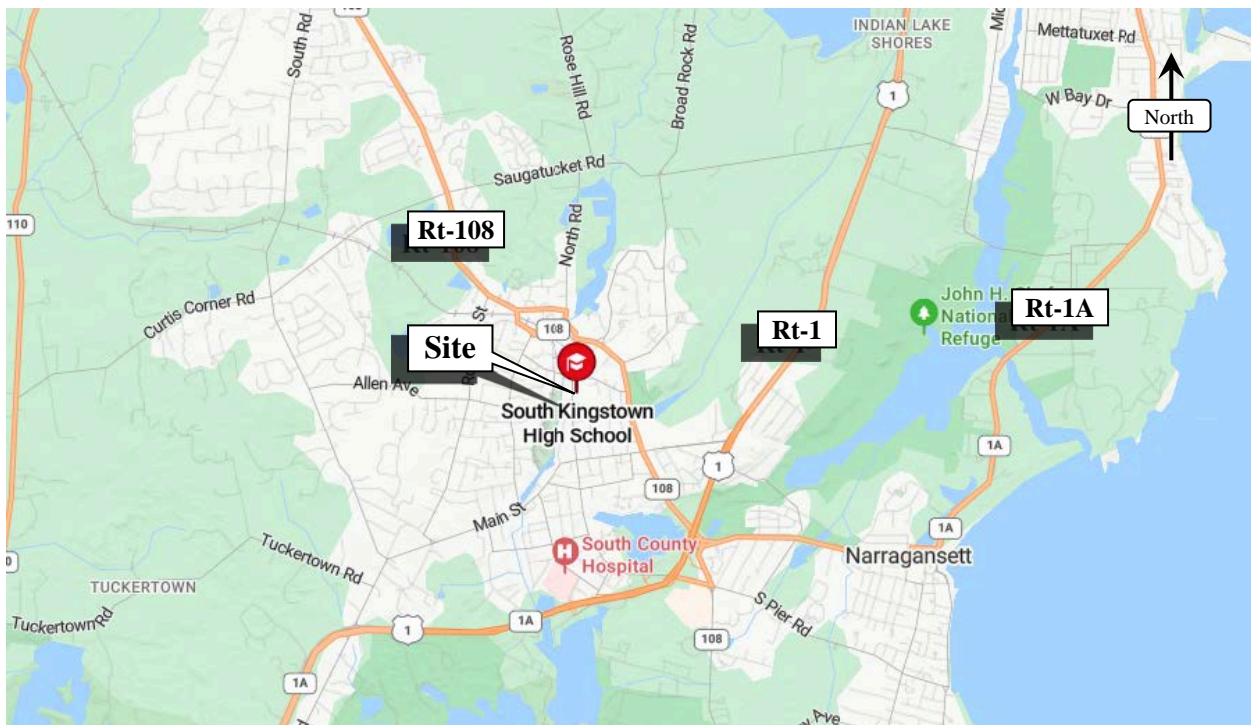 108
South Rd
Rose Hill Rd
Broad Rock Rd
INDIAN LAKE
SHORES
Mettatuxet Rd
1
W Bay Dr
North
Saugatucket Rd
110
Rt-108
North Rd
Curtis Corner Rd
St
John H.
National
Refuge
Rt-1A
108
Rt-1
Site
Allen Ave
South Kingstown
High School
1A
1
108
Main St
1A
South County
Hospital
Narragansett
Tuckertown Rd
TUCKERTOWN
S Pier Rd
Tuckertown Rd
1
1A
108
1A